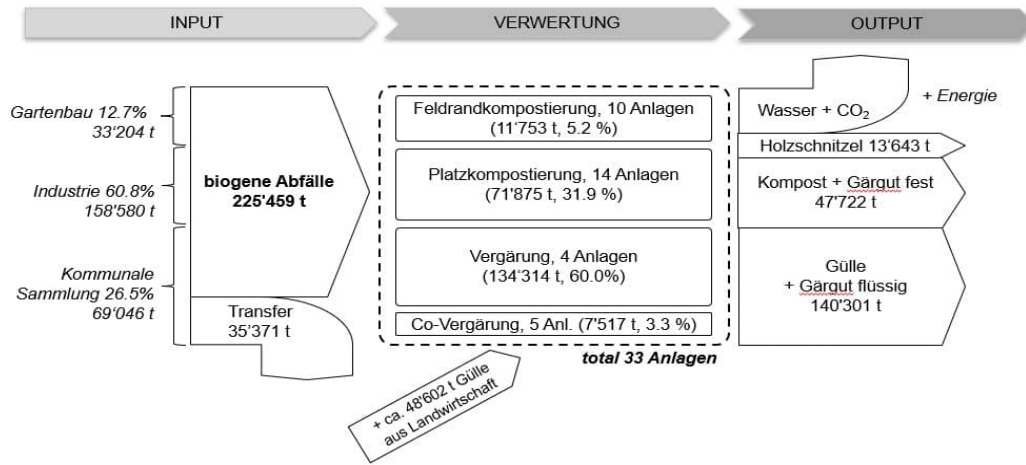 INPUT
VERWERTUNG
OUTPUT
Gartenbau 12.7%
33'204 t
Industrie 60.8%
158'580 t
Kommunale
Sammlung 26.5%
69'046 t
biogene Abfälle
225'459 t
Transfer
35'371 t
Feldrandkompostierung, 10 Anlagen
(11'753 t, 5.2 %)
Platzkompostierung, 14 Anlagen
(71'875 t, 31.9 %)
Vergärung, 4 Anlagen
(134'314 t, 60.0%)
Co-Vergärung, 5 Anl. (7'517 t, 3.3 %)
total 33 Anlagen
+ ca. 48'602 t Gülle
aus Landwirtschaft
Wasser + CO₂
+ Energie
Holzschnitzel 13'643 t
Kompost + Gärgut fest
47'722 t
Gülle
+ Gärgut flüssig
140'301 t